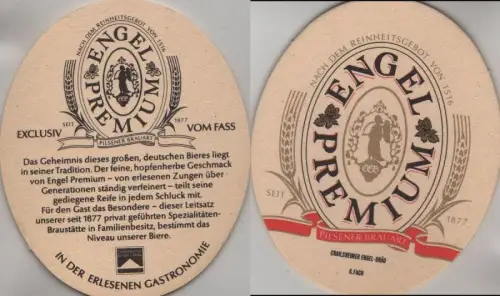 NACH DEM REINHEITSGEBOT VON 1516
ENGEL
PREMIUM
SEIT 1877
PILSENER BRAUART
EXCLUSIV VOM FASS
Das Geheimnis dieses großen, deutschen Bieres liegt
in seiner Tradition. Der feine, hopfenherbe Geschmack
von Engel Premium – von erlesenen Zungen über
Generationen ständig verfeinert – teilt seine
gediegene Reife in jedem Schluck mit.
Für den Gast das Besondere – dieser Leitsatz
unserer seit 1877 privat geführten Spezialitäten-
Braustätte in Familienbesitz, bestimmt das
Niveau unserer Biere.
IN DER ERLESENEN GASTRONOMIE
NACH DEM REINHEITSGEBOT VON 1516
ENGEL
PREMIUM
SEIT 1877
PILSENER BRAUART
CRAILSHEIMER ENGEL-BRÄU
6.FACH